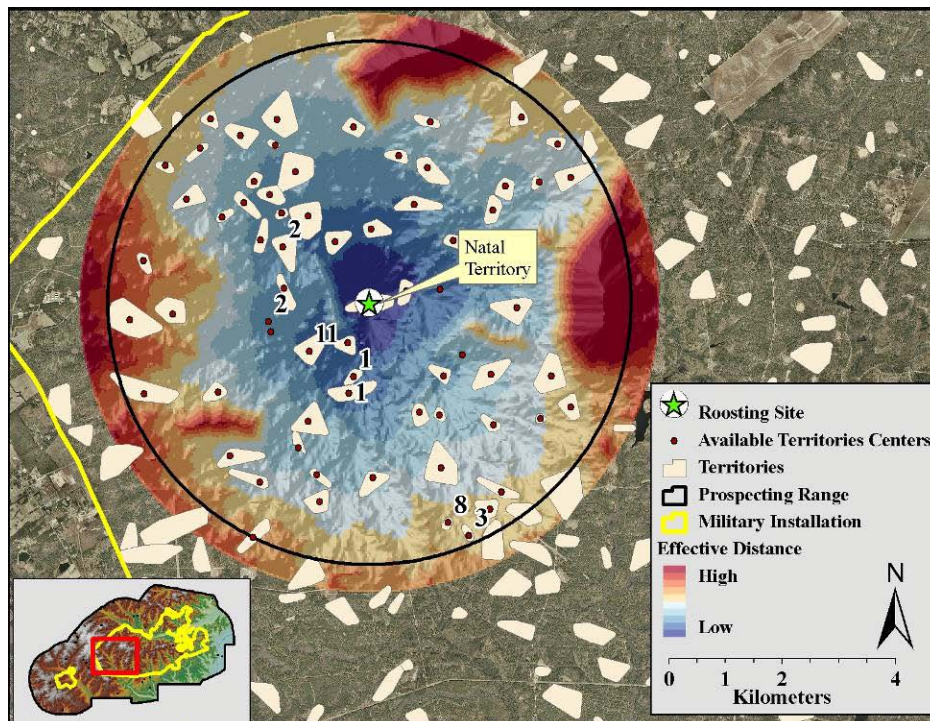 2
Natal
Territory
2
11
1
1
8
3
Roosting Site
Available Territories Centers
Territories
Prospecting Range
Military Installation
Effective Distance
High
Low
N
0 2 4
Kilometers